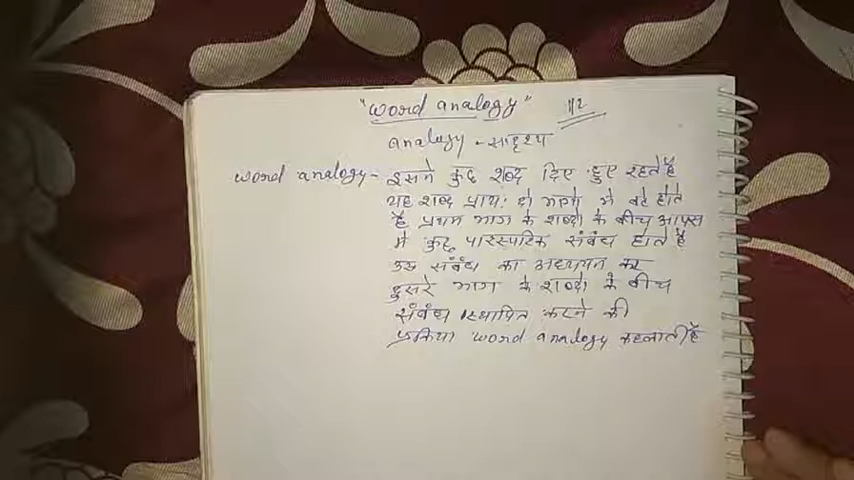 "word analogy" 1/2
analogy - सादृश्य
word analogy - इसमे कुछ शब्द दिए हुए रहते है
यह शब्द प्राय: दो भागो मे बटे होते
है प्रथम भाग के शब्दो के बीच आपस
मे कुछ पारस्परिक संबंध होते है
उस संबंध का अध्ययन कर
दुसरे भाग के शब्दो के बीच
संबंध स्थापित करने की
प्रक्रिया word analogy कहलाती है